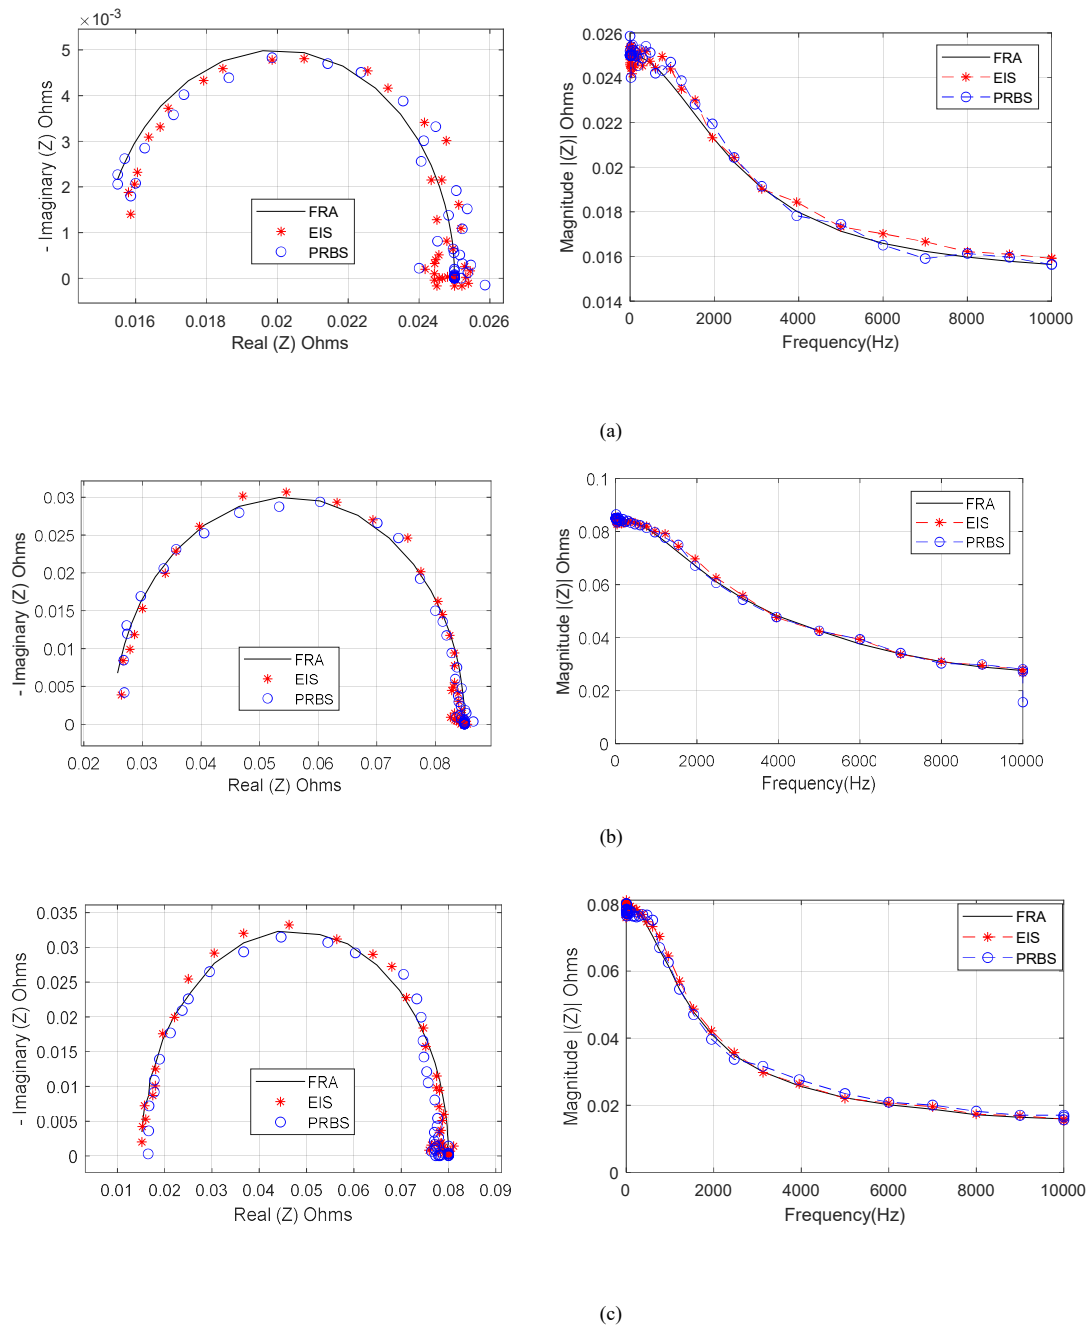 ×10⁻³
5
4
3
2
1
0
- Imaginary (Z) Ohms
FRA
EIS
PRBS
0.016 0.018 0.02 0.022 0.024 0.026
Real (Z) Ohms
0.026
0.024
0.022
0.02
0.018
0.016
0.014
Magnitude |(Z)| Ohms
FRA
EIS
PRBS
0 2000 4000 6000 8000 10000
Frequency(Hz)
(a)
0.03
0.025
0.02
0.015
0.01
0.005
0
- Imaginary (Z) Ohms
FRA
EIS
PRBS
0.02 0.03 0.04 0.05 0.06 0.07 0.08
Real (Z) Ohms
0.1
0.08
0.06
0.04
0.02
0
Magnitude |(Z)| Ohms
FRA
EIS
PRBS
0 2000 4000 6000 8000 10000
Frequency(Hz)
(b)
0.035
0.03
0.025
0.02
0.015
0.01
0.005
0
- Imaginary (Z) Ohms
FRA
EIS
PRBS
0.01 0.02 0.03 0.04 0.05 0.06 0.07 0.08 0.09
Real (Z) Ohms
0.08
0.06
0.04
0.02
0
Magnitude |(Z)| Ohms
FRA
EIS
PRBS
0 2000 4000 6000 8000 10000
Frequency(Hz)
(c)